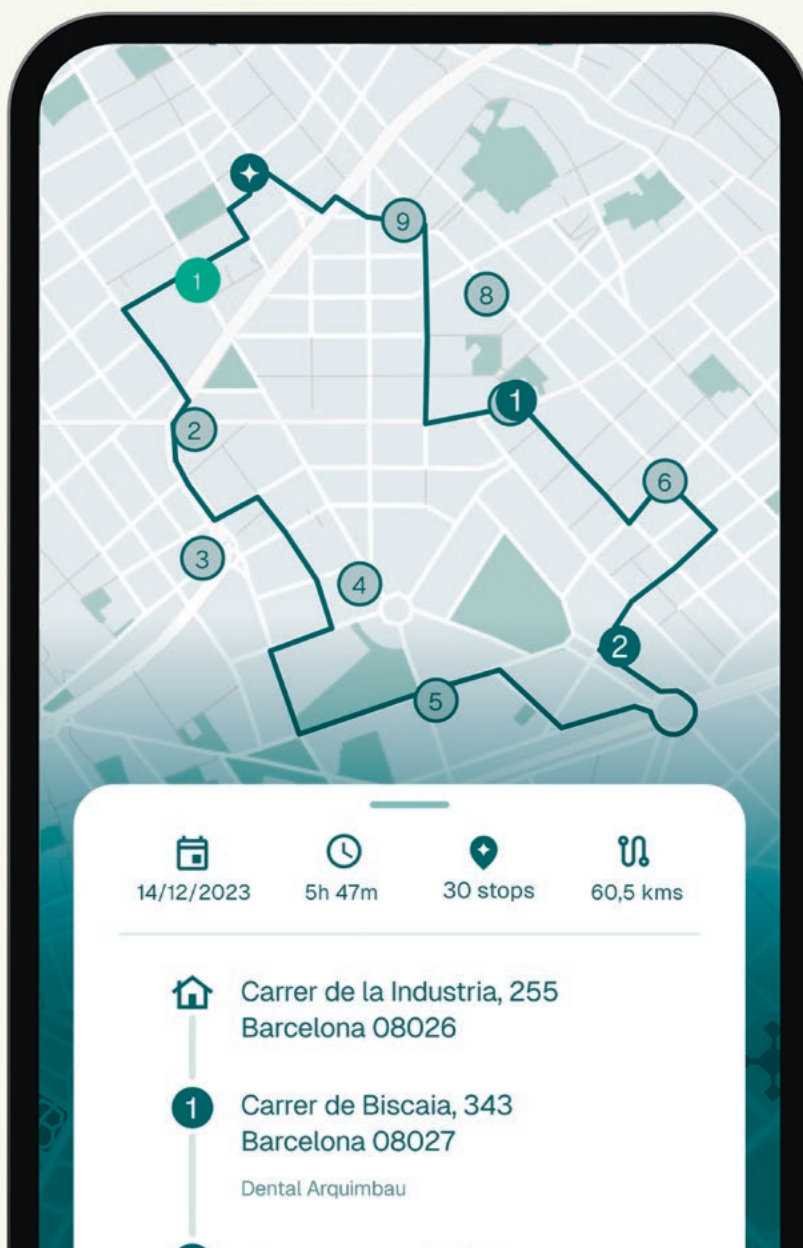 9
1
8
1
2
6
3
4
2
5
14/12/2023
5h 47m
30 stops
60,5 kms
Carrer de la Industria, 255
Barcelona 08026
1
Carrer de Biscaia, 343
Barcelona 08027
Dental Arquimbau